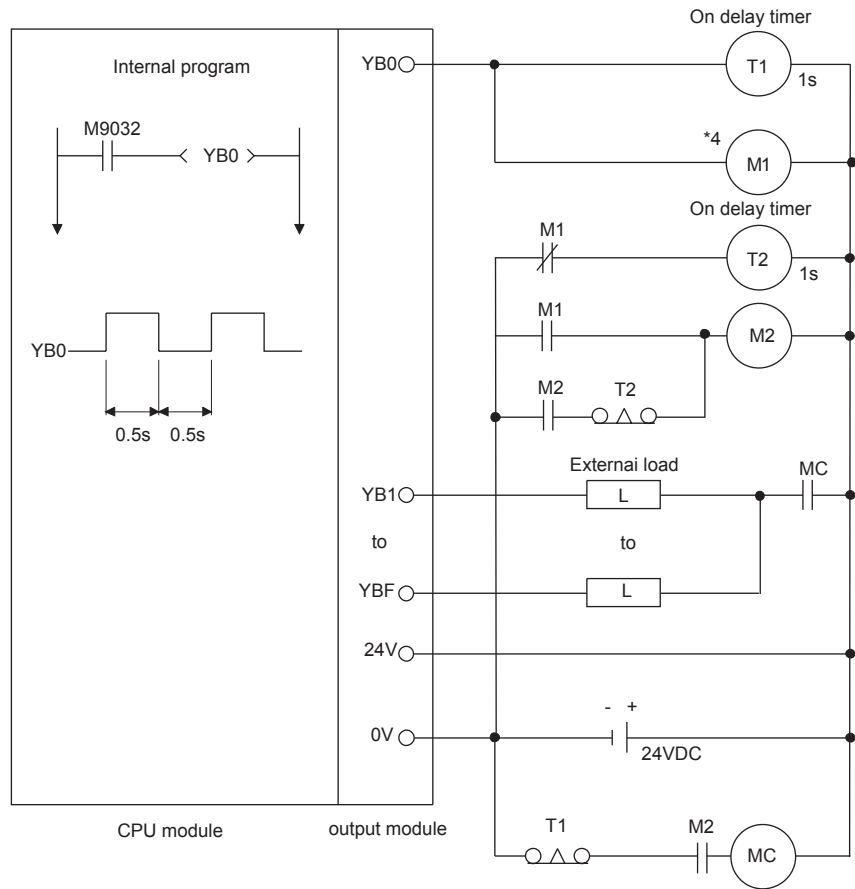 On delay timer
YB0
T1
1s
Internal program
M9032
YB0
*4
M1
On delay timer
M1
T2
1s
M1
M2
YB0
M2
T2
0.5s 0.5s
Externai load
MC
YB1
L
to
to
YBF
L
24V
- +
0V
24VDC
CPU module
output module
T1
M2
MC